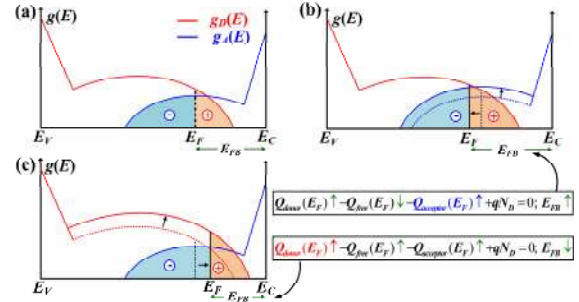 (a) g(E)
g_D(E)
g_A(E)
- +
E_V E_F E_C
E_FB
(b) g(E)
- +
E_V E_F E_C
E_FB
(c) g(E)
- +
E_V E_F E_C
E_FB
Q_donor(E_F)↑−Q_free(E_F)↓−Q_acceptor(E_F)↑+qN_D=0; E_FB↑
Q_donor(E_F)↑−Q_free(E_F)↑−Q_acceptor(E_F)↑+qN_D=0; E_FB↓